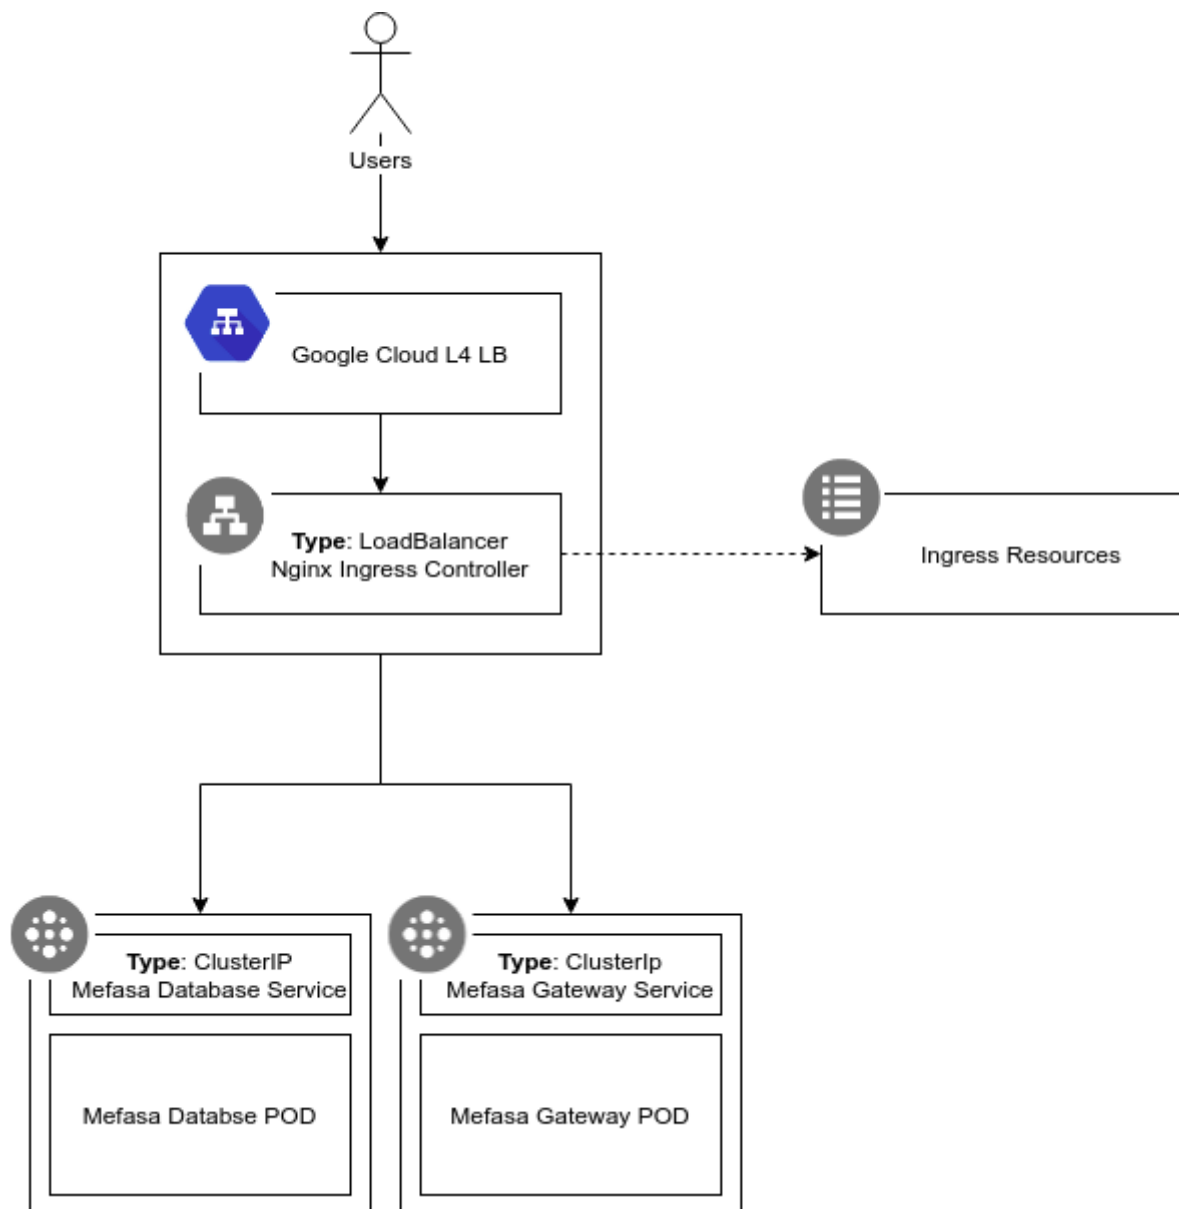 Users
Google Cloud L4 LB
Type: LoadBalancer
Nginx Ingress Controller
Ingress Resources
Type: ClusterIP
Mefasa Database Service
Type: ClusterIp
Mefasa Gateway Service
Mefasa Databse POD
Mefasa Gateway POD